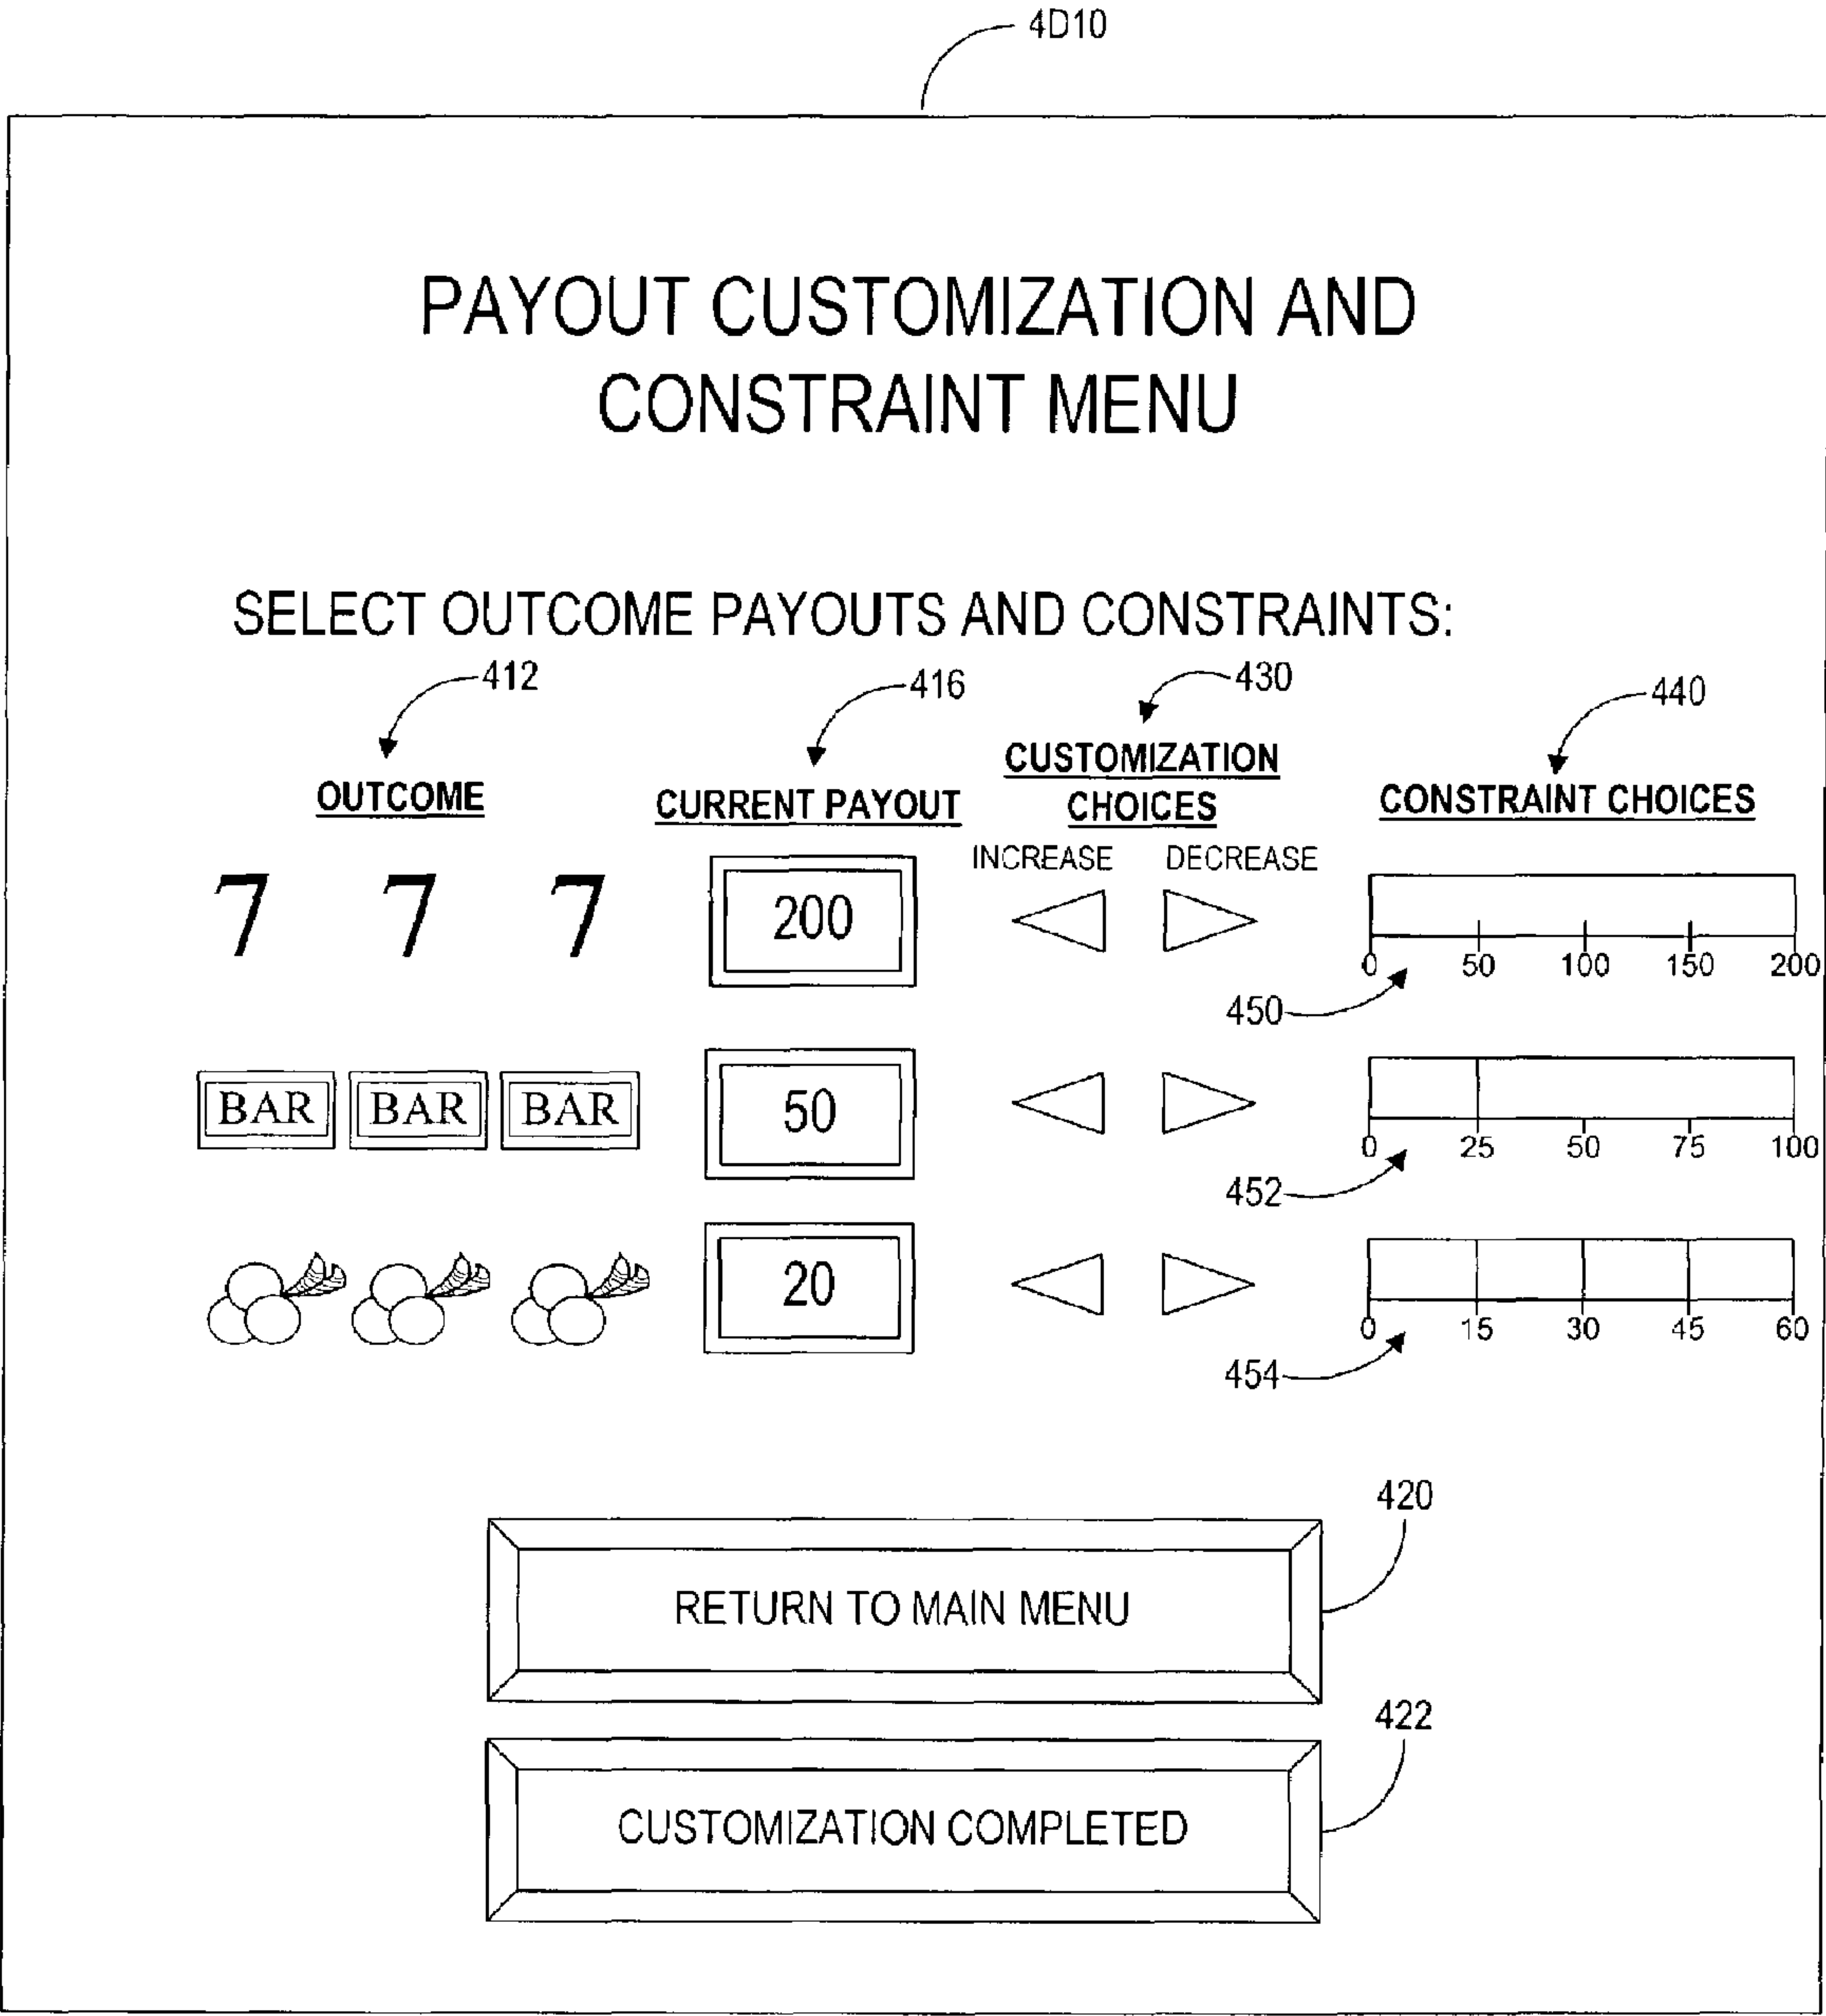 4D10
PAYOUT CUSTOMIZATION AND
CONSTRAINT MENU
SELECT OUTCOME PAYOUTS AND CONSTRAINTS:
412
416
430
440
OUTCOME
CURRENT PAYOUT
CUSTOMIZATION
CHOICES
CONSTRAINT CHOICES
INCREASE DECREASE
7 7 7
200
0 50 100 150 200
450
BAR BAR BAR
50
0 25 50 75 100
452
20
0 15 30 45 60
454
420
RETURN TO MAIN MENU
422
CUSTOMIZATION COMPLETED